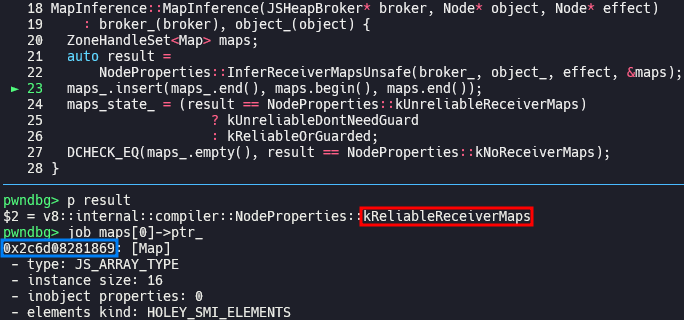 18 MapInference::MapInference(JSHeapBroker* broker, Node* object, Node* effect)
19     : broker_(broker), object_(object) {
20   ZoneHandleSet<Map> maps;
21   auto result =
22       NodeProperties::InferReceiverMapsUnsafe(broker_, object_, effect, &maps);
► 23   maps_.insert(maps_.end(), maps.begin(), maps.end());
24   maps_state_ = (result == NodeProperties::kUnreliableReceiverMaps)
25                     ? kUnreliableDontNeedGuard
26                     : kReliableOrGuarded;
27   DCHECK_EQ(maps_.empty(), result == NodeProperties::kNoReceiverMaps);
28 }
pwndbg> p result
$2 = v8::internal::compiler::NodeProperties::kReliableReceiverMaps
pwndbg> job maps[0]->ptr_
0x2c6d08281869: [Map]
 - type: JS_ARRAY_TYPE
 - instance size: 16
 - inobject properties: 0
 - elements kind: HOLEY_SMI_ELEMENTS